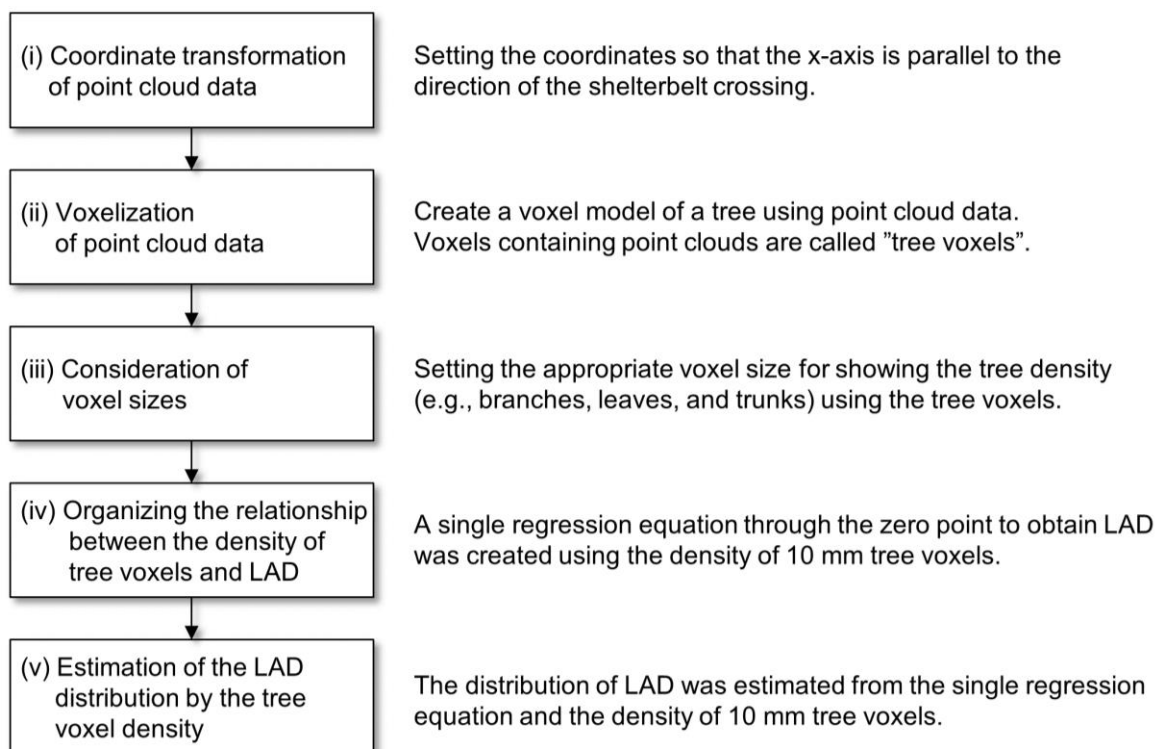 (i) Coordinate transformation
of point cloud data
Setting the coordinates so that the x-axis is parallel to the
direction of the shelterbelt crossing.
(ii) Voxelization
of point cloud data
Create a voxel model of a tree using point cloud data.
Voxels containing point clouds are called ”tree voxels”.
(iii) Consideration of
voxel sizes
Setting the appropriate voxel size for showing the tree density
(e.g., branches, leaves, and trunks) using the tree voxels.
(iv) Organizing the relationship
between the density of
tree voxels and LAD
A single regression equation through the zero point to obtain LAD
was created using the density of 10 mm tree voxels.
(v) Estimation of the LAD
distribution by the tree
voxel density
The distribution of LAD was estimated from the single regression
equation and the density of 10 mm tree voxels.